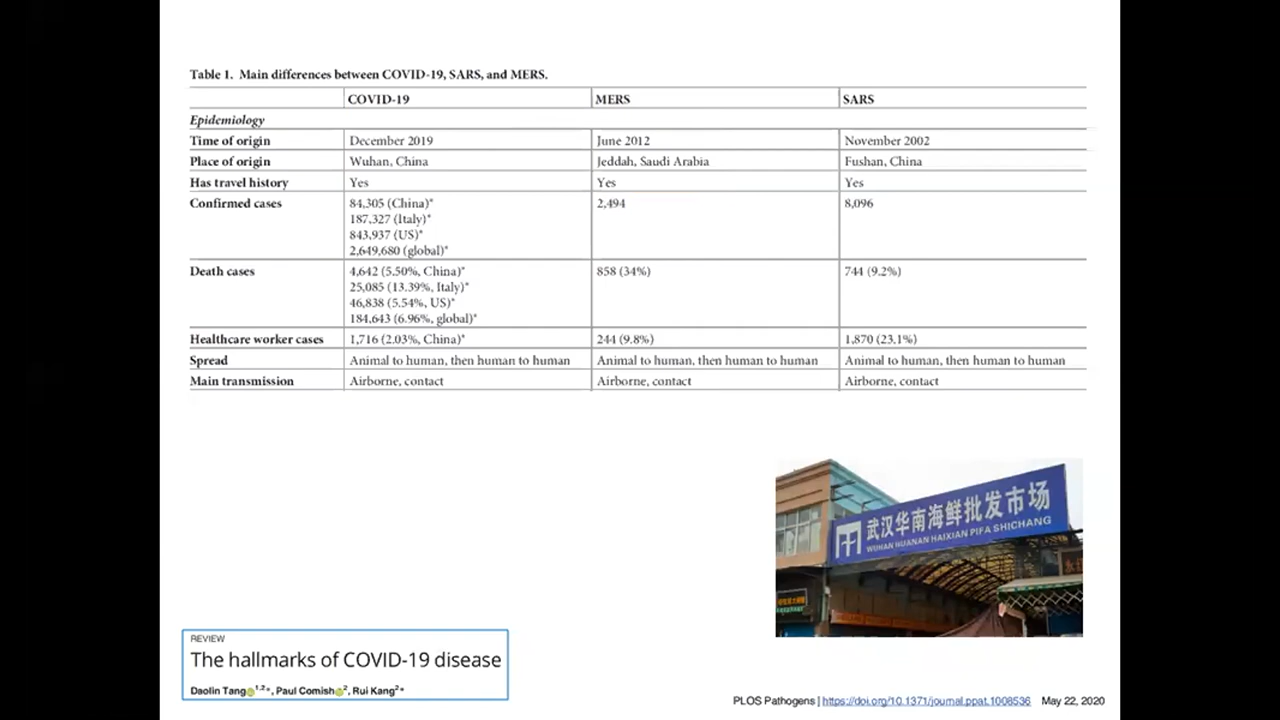 Table 1. Main differences between COVID-19, SARS, and MERS.
COVID-19 MERS SARS
Epidemiology
Time of origin December 2019 June 2012 November 2002
Place of origin Wuhan, China Jeddah, Saudi Arabia Fushan, China
Has travel history Yes Yes Yes
Confirmed cases 84,305 (China)* 2,494 8,096
187,327 (Italy)*
843,937 (US)*
2,649,680 (global)*
Death cases 4,642 (5.50%, China)* 858 (34%) 744 (9.2%)
25,085 (13.39%, Italy)*
46,838 (5.54%, US)*
184,643 (6.96%, global)*
Healthcare worker cases 1,716 (2.03%, China)* 244 (9.8%) 1,870 (23.1%)
Spread Animal to human, then human to human Animal to human, then human to human Animal to human, then human to human
Main transmission Airborne, contact Airborne, contact Airborne, contact
武汉华南海鲜批发市场
WUHAN HUANAN HAIXIAN PIFA SHICHANG
REVIEW
The hallmarks of COVID-19 disease
Daolin Tang 1,2*, Paul Comish 2, Rui Kang 2*
PLOS Pathogens | https://doi.org/10.1371/journal.ppat.1008536 May 22, 2020